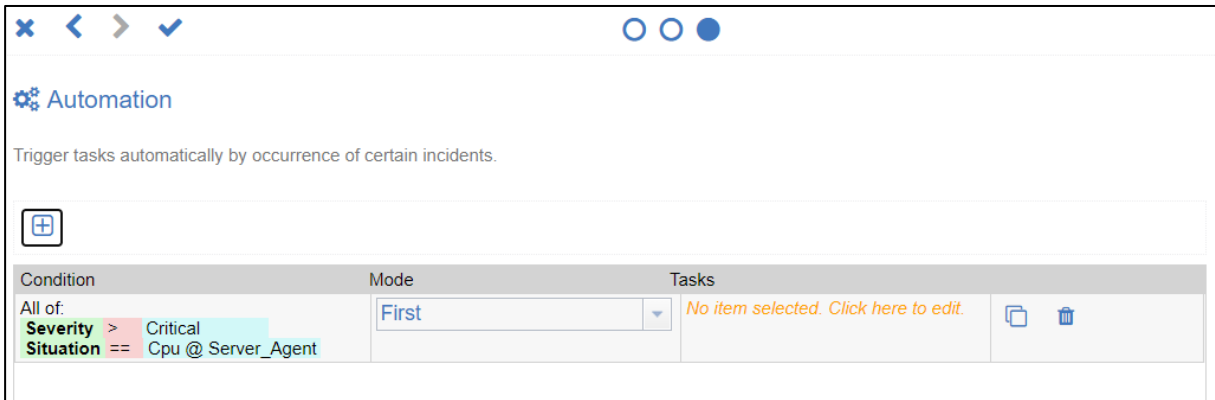 Automation
Trigger tasks automatically by occurrence of certain incidents.
Condition Mode Tasks
All of:
Severity > Critical
Situation == Cpu @ Server_Agent
First
No item selected. Click here to edit.